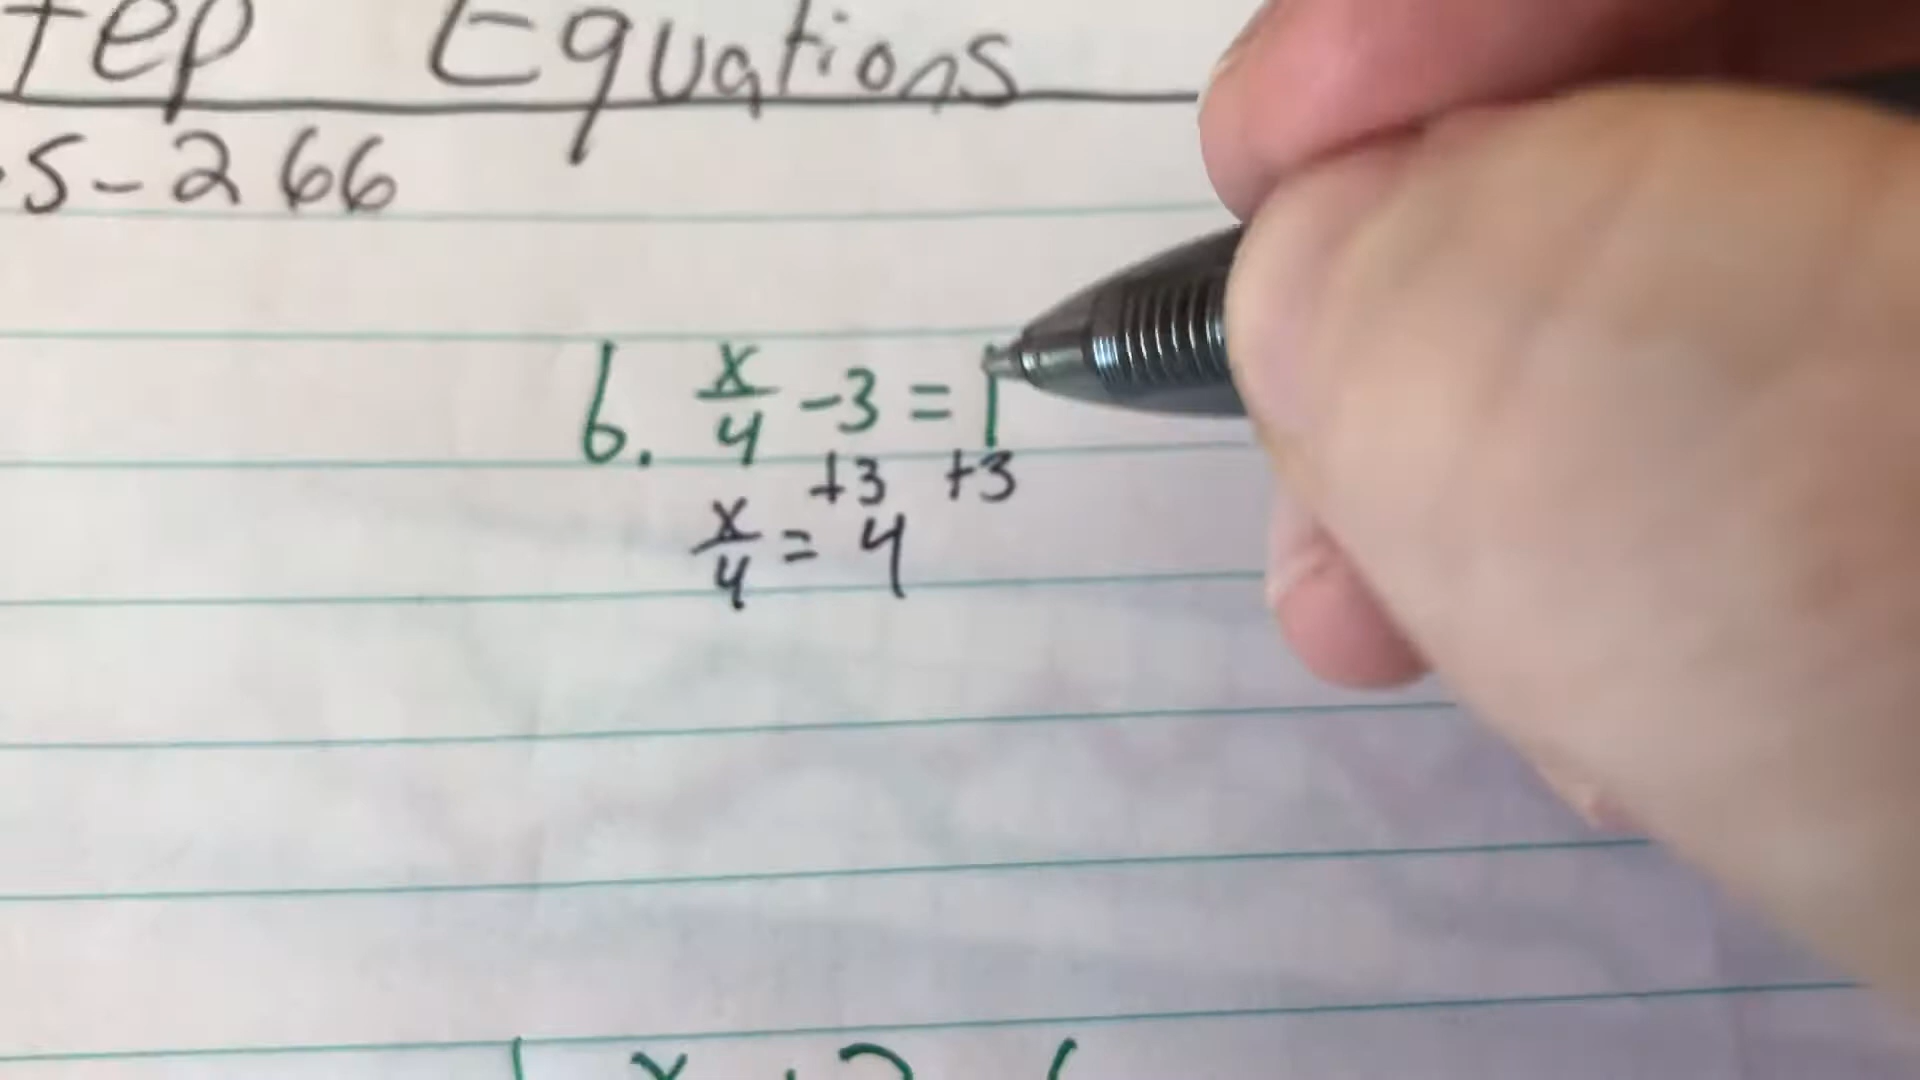 tep Equations
5-266
6. x/4 -3 = 1
+3 +3
x/4 = 4